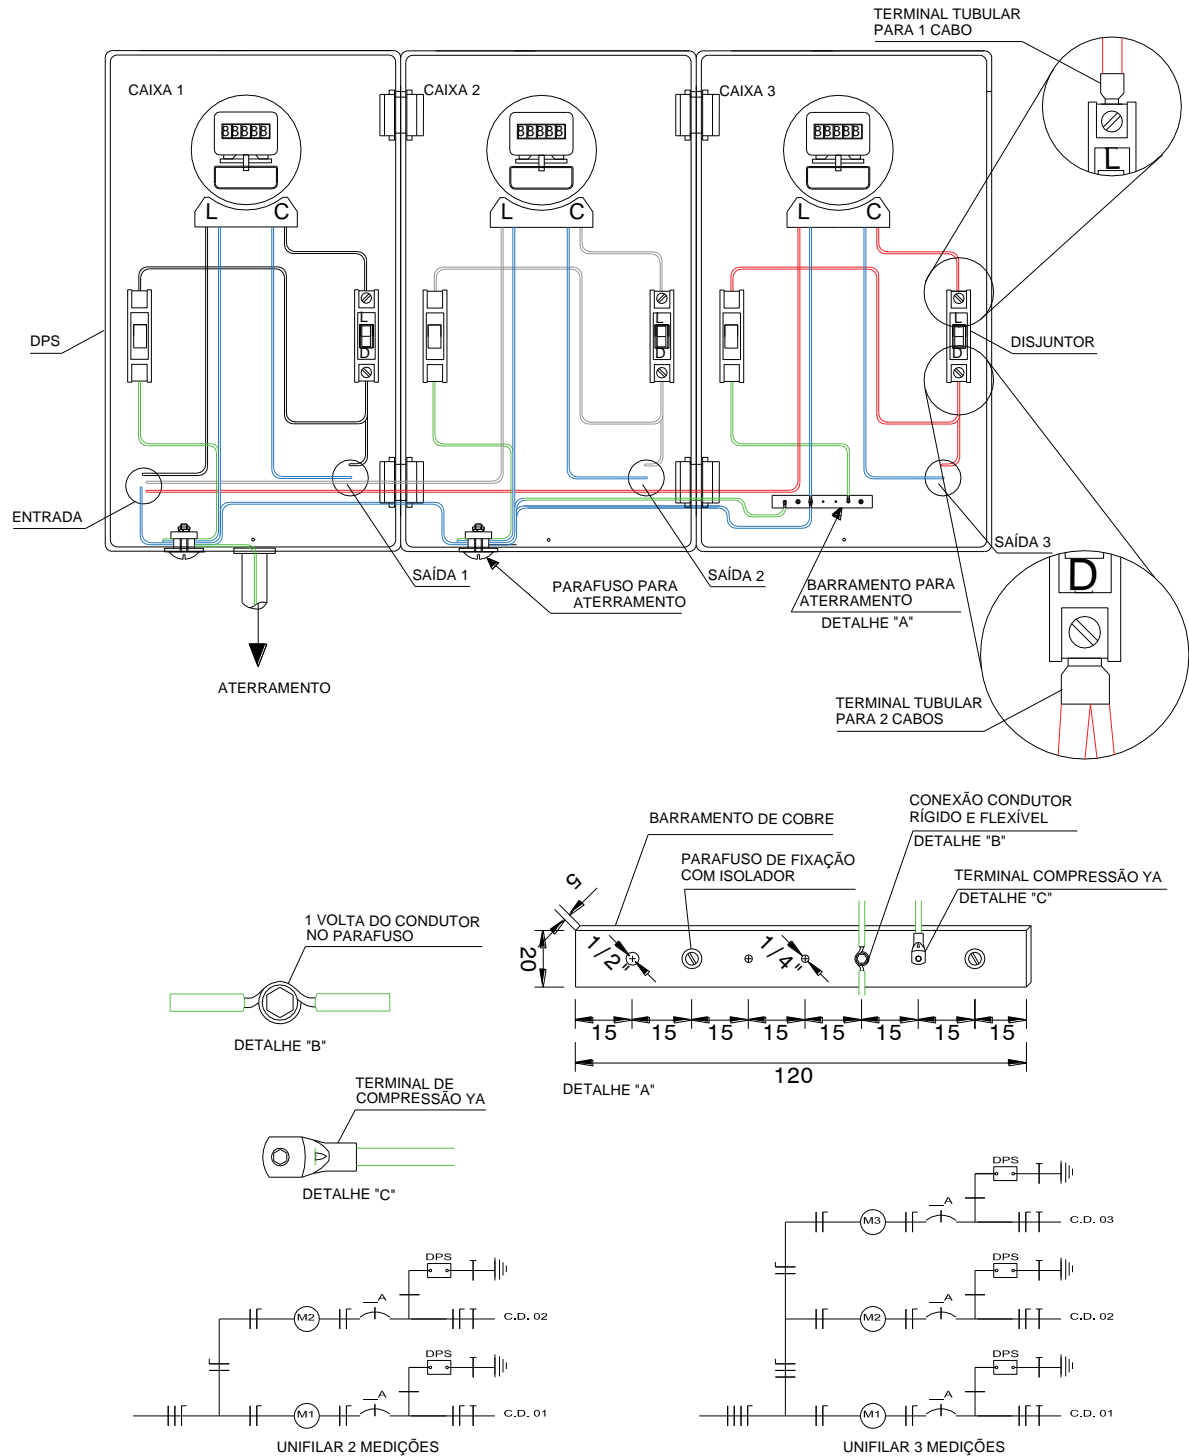 TERMINAL TUBULAR
PARA 1 CABO
CAIXA 1
CAIXA 2
CAIXA 3
88888
88888
88888
L
L C
L C
L C
DPS
L
D
L
D
L
D
DISJUNTOR
ENTRADA
SAÍDA 1
PARAFUSO PARA
ATERRAMENTO
SAÍDA 2
BARRAMENTO PARA
ATERRAMENTO
DETALHE "A"
SAÍDA 3
D
ATERRAMENTO
TERMINAL TUBULAR
PARA 2 CABOS
BARRAMENTO DE COBRE
CONEXÃO CONDUTOR
RÍGIDO E FLEXÍVEL
DETALHE "B"
PARAFUSO DE FIXAÇÃO
COM ISOLADOR
TERMINAL COMPRESSÃO YA
DETALHE "C"
5
20
1/2"
1/4"
15 15 15 15 15 15 15 15
120
DETALHE "A"
1 VOLTA DO CONDUTOR
NO PARAFUSO
DETALHE "B"
TERMINAL DE
COMPRESSÃO YA
DETALHE "C"
DPS
A
M2
C.D. 02
DPS
A
M1
C.D. 01
UNIFILAR 2 MEDIÇÕES
DPS
A
M3
C.D. 03
DPS
A
M2
C.D. 02
DPS
A
M1
C.D. 01
UNIFILAR 3 MEDIÇÕES